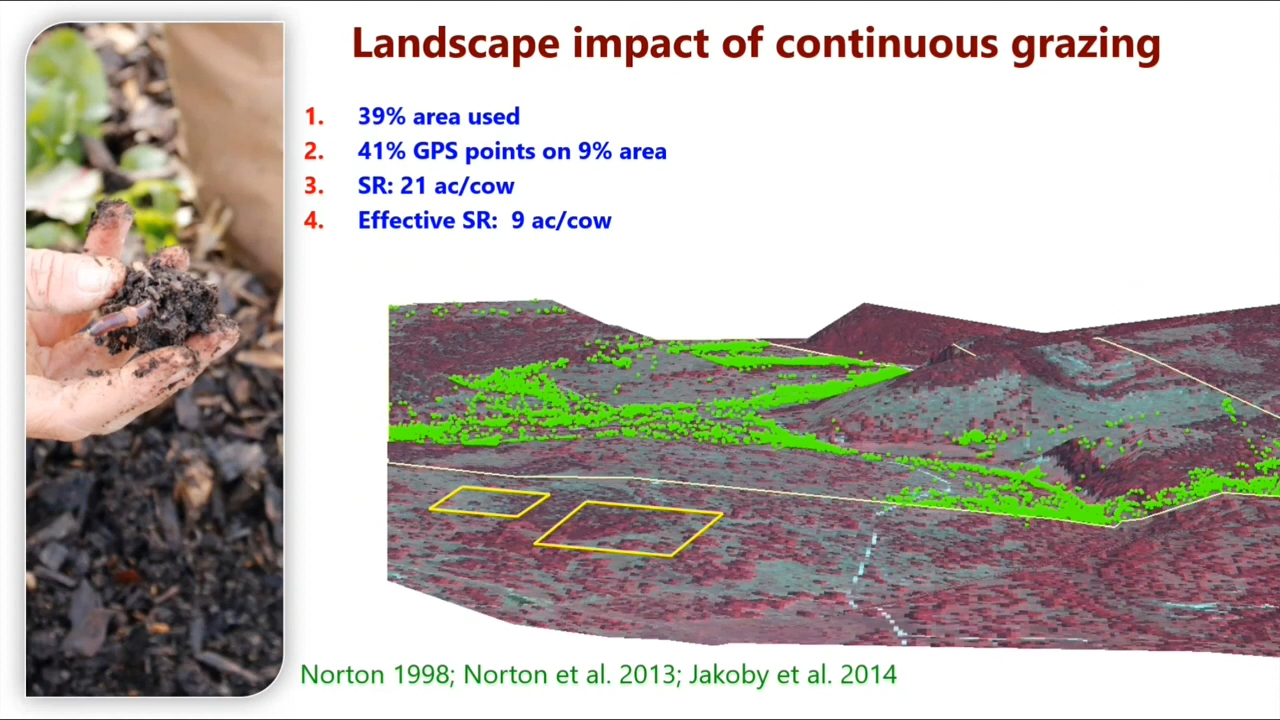 Landscape impact of continuous grazing
1. 39% area used
2. 41% GPS points on 9% area
3. SR: 21 ac/cow
4. Effective SR: 9 ac/cow
Norton 1998; Norton et al. 2013; Jakoby et al. 2014